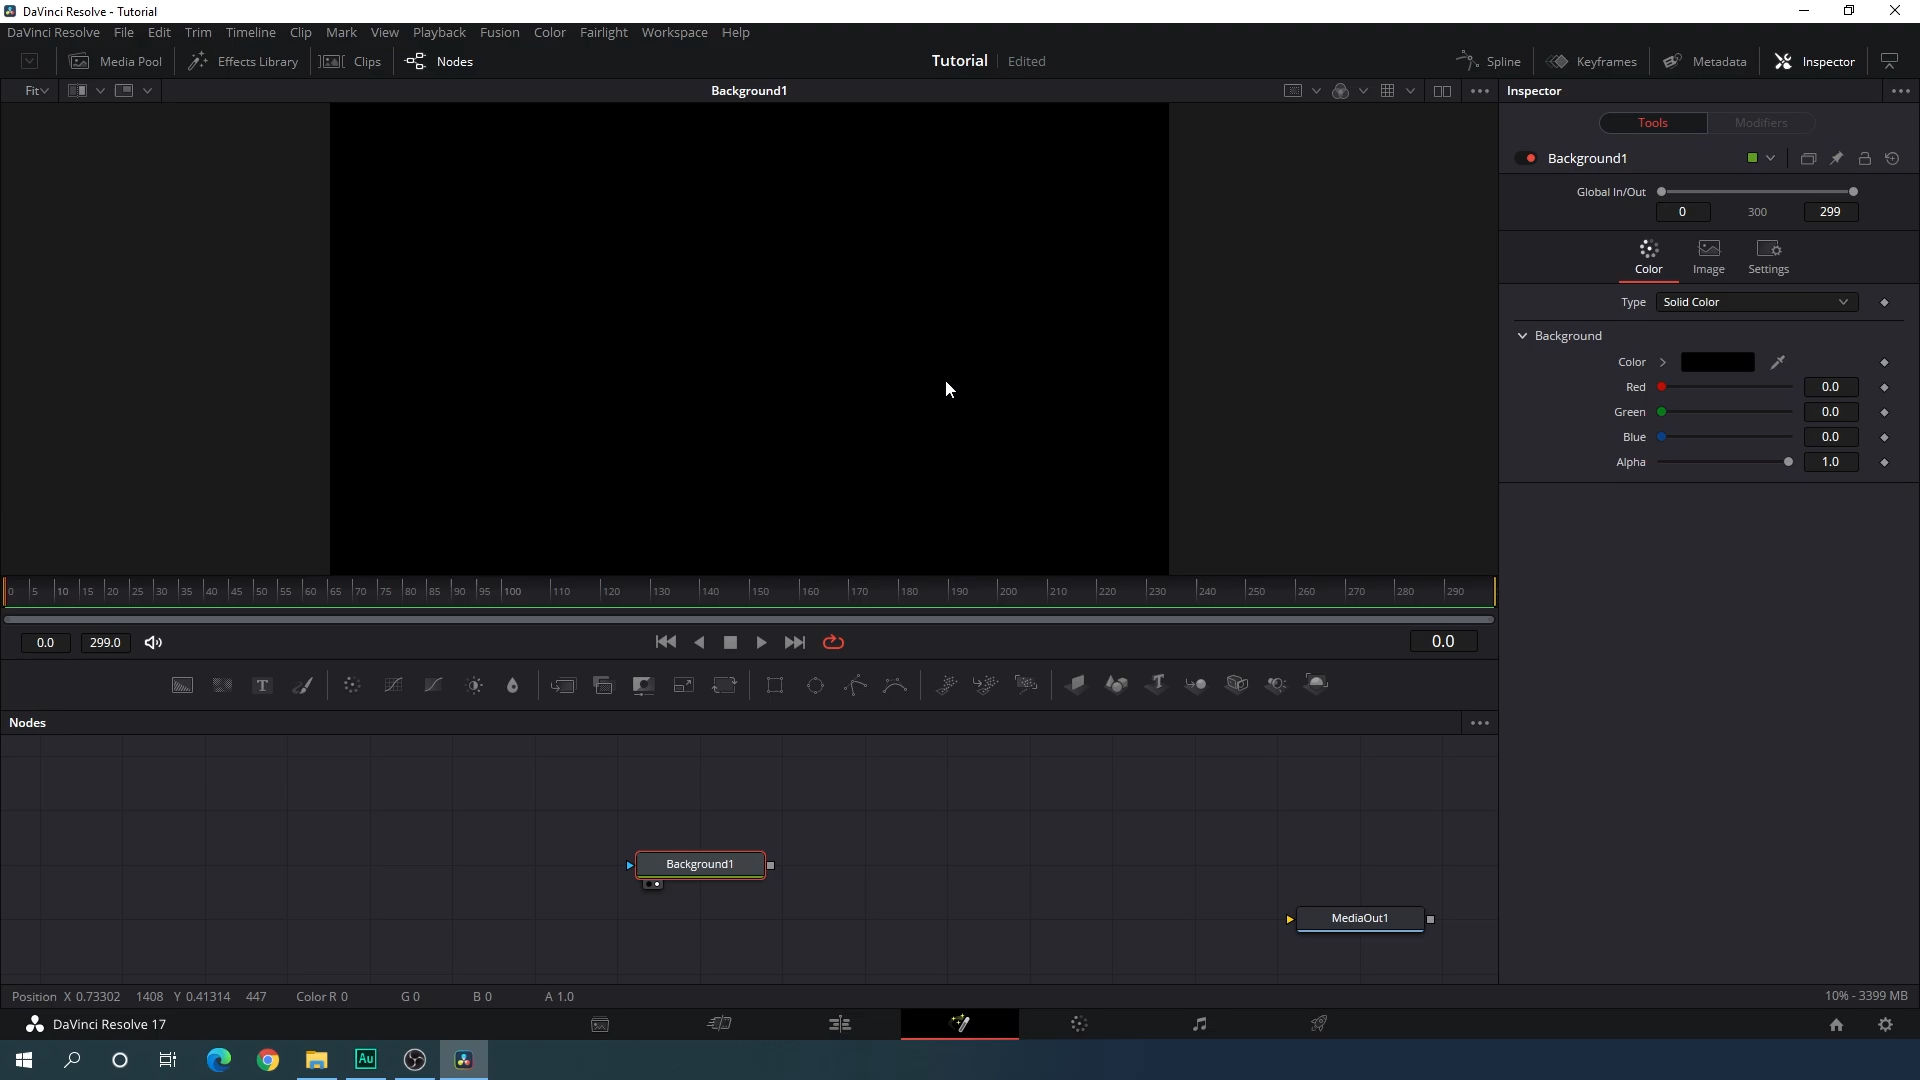 DaVinci Resolve - Tutorial
DaVinci Resolve File Edit Trim Timeline Clip Mark View Playback Fusion Color Fairlight Workspace Help
Media Pool Effects Library Clips Nodes Tutorial Edited Spline Keyframes Metadata Inspector
Fit Background1 Inspector
Tools Modifiers
Background1
Global In/Out
0 300 299
Color Image Settings
Type Solid Color
Background
Color
Red 0.0
Green 0.0
Blue 0.0
Alpha 1.0
0 5 10 15 20 25 30 35 40 45 50 55 60 65 70 75 80 85 90 95 100 110 120 130 140 150 160 170 180 190 200 210 220 230 240 250 260 270 280 290
0.0 299.0 0.0
T T
Nodes
Background1
MediaOut1
Position X 0.73302 1408 Y 0.41314 447 Color R 0 G 0 B 0 A 1.0 10% - 3399 MB
DaVinci Resolve 17
Au